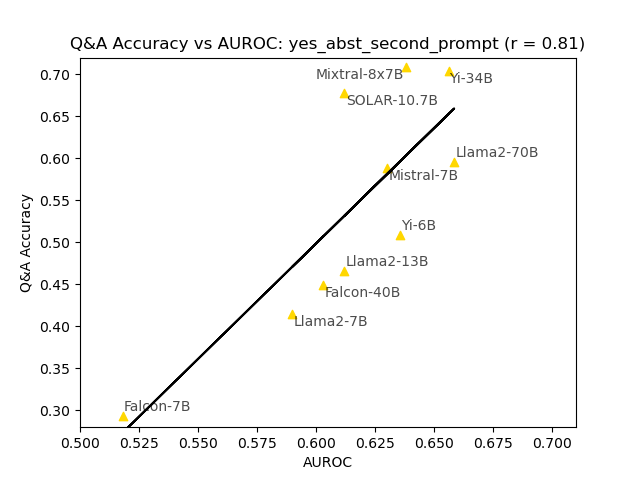 Q&A Accuracy vs AUROC: yes_abst_second_prompt (r = 0.81)
0.70
Mixtral-8x7B
Yi-34B
SOLAR-10.7B
0.65
0.60
Llama2-70B
Mistral-7B
0.55
Q&A Accuracy
Yi-6B
0.50
Llama2-13B
0.45
Falcon-40B
0.40
Llama2-7B
0.35
0.30
Falcon-7B
0.500 0.525 0.550 0.575 0.600 0.625 0.650 0.675 0.700
AUROC